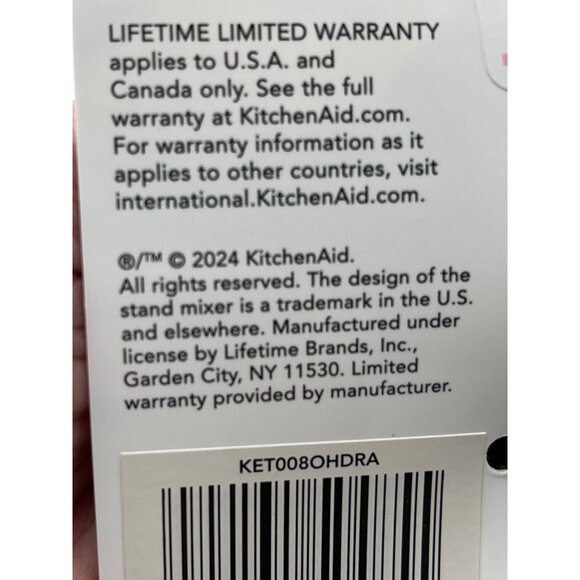 LIFETIME LIMITED WARRANTY
applies to U.S.A. and
Canada only. See the full
warranty at KitchenAid.com.
For warranty information as it
applies to other countries, visit
international.KitchenAid.com.
®/™ © 2024 KitchenAid.
All rights reserved. The design of the
stand mixer is a trademark in the U.S.
and elsewhere. Manufactured under
license by Lifetime Brands, Inc.,
Garden City, NY 11530. Limited
warranty provided by manufacturer.
KET008OHDRA